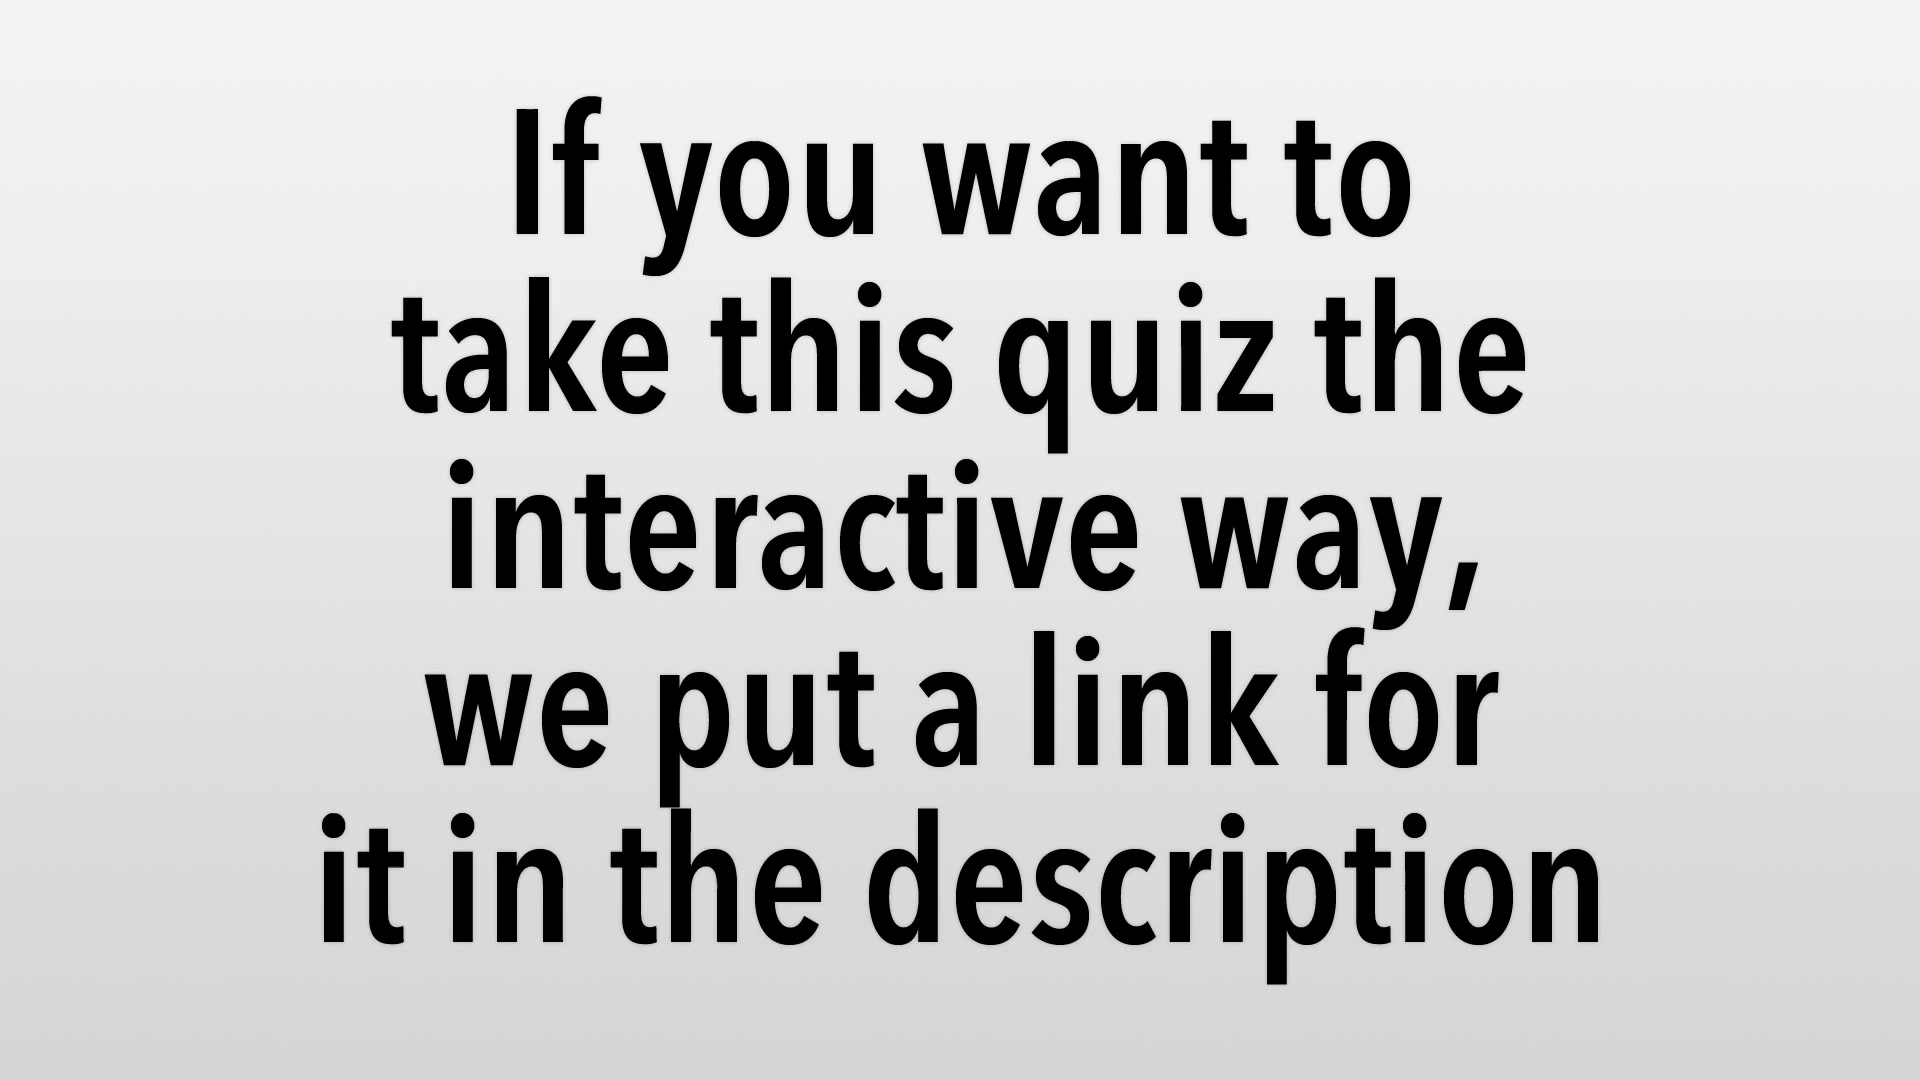 If you want to
take this quiz the
interactive way,
we put a link for
it in the description